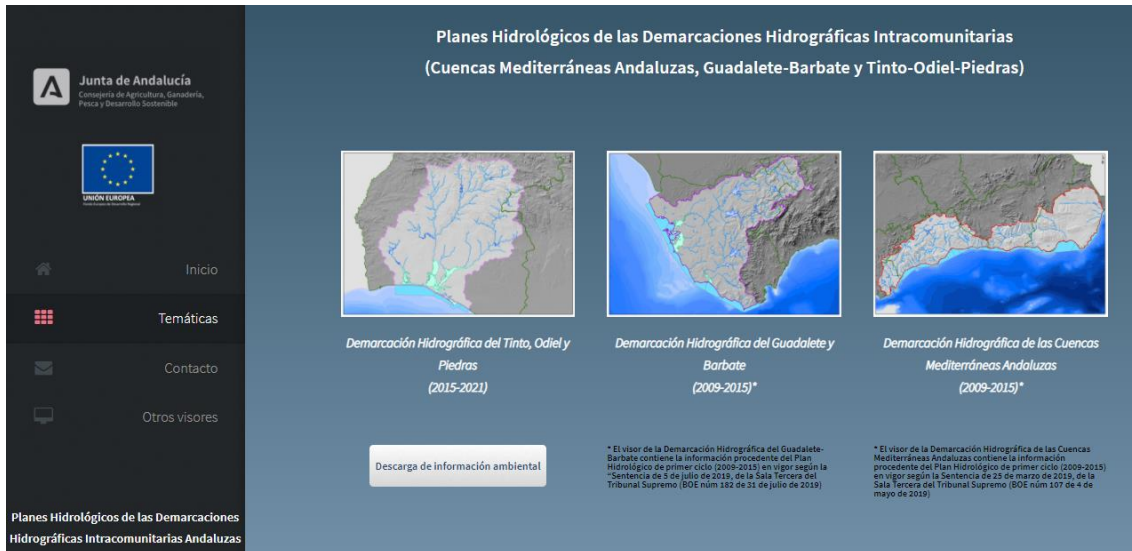 Junta de Andalucía
Consejería de Agricultura, Ganadería,
Pesca y Desarrollo Sostenible
UNIÓN EUROPEA
Fondo Europeo de Desarrollo Regional
Inicio
Temáticas
Contacto
Otros visores
Planes Hidrológicos de las Demarcaciones
Hidrográficas Intracomunitarias Andaluzas
Planes Hidrológicos de las Demarcaciones Hidrográficas Intracomunitarias
(Cuencas Mediterráneas Andaluzas, Guadalete-Barbate y Tinto-Odiel-Piedras)
Demarcación Hidrográfica del Tinto, Odiel y
Piedras
(2015-2021)
Descarga de información ambiental
Demarcación Hidrográfica del Guadalete y
Barbate
(2009-2015)*
* El visor de la Demarcación Hidrográfica del Guadalete-
Barbate contiene la información procedente del Plan
Hidrológico de primer ciclo (2009-2015) en vigor según la
"Sentencia de 5 de julio de 2019, de la Sala Tercera del
Tribunal Supremo (BOE núm 182 de 31 de julio de 2019)
Demarcación Hidrográfica de las Cuencas
Mediterráneas Andaluzas
(2009-2015)*
* El visor de la Demarcación Hidrográfica de las Cuencas
Mediterráneas Andaluzas contiene la información
procedente del Plan Hidrológico de primer ciclo (2009-2015)
en vigor según la Sentencia de 25 de marzo de 2019, de la
Sala Tercera del Tribunal Supremo (BOE núm 107 de 4 de
mayo de 2019)